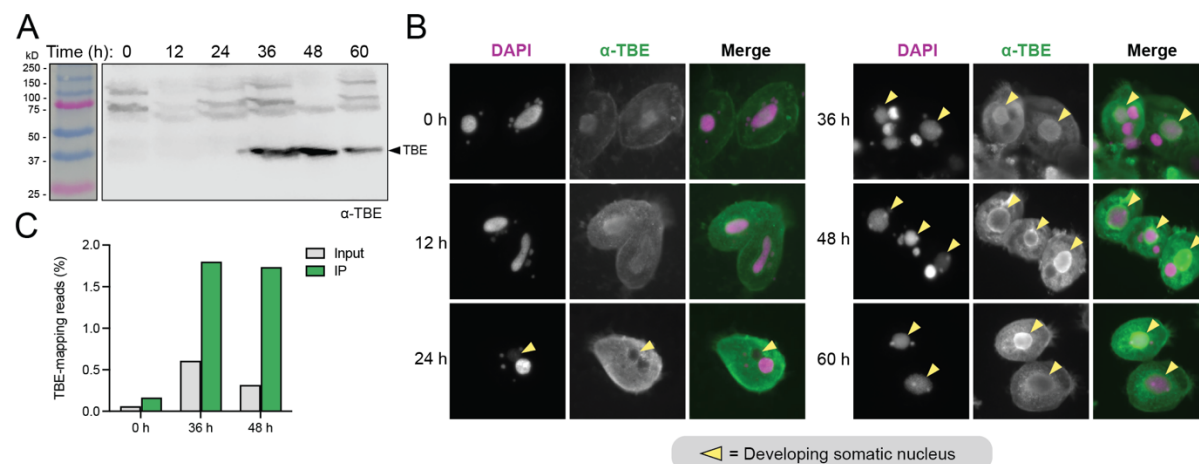 A
Time (h): 0 12 24 36 48 60
kD
250 -
150 -
100 -
75 -
50 -
37 -
25 -
TBE
α-TBE
B
DAPI α-TBE Merge
0 h
12 h
24 h
DAPI α-TBE Merge
36 h
48 h
60 h
= Developing somatic nucleus
C
TBE-mapping reads (%)
2.0
1.5
1.0
0.5
0.0
0 h 36 h 48 h
Input
IP